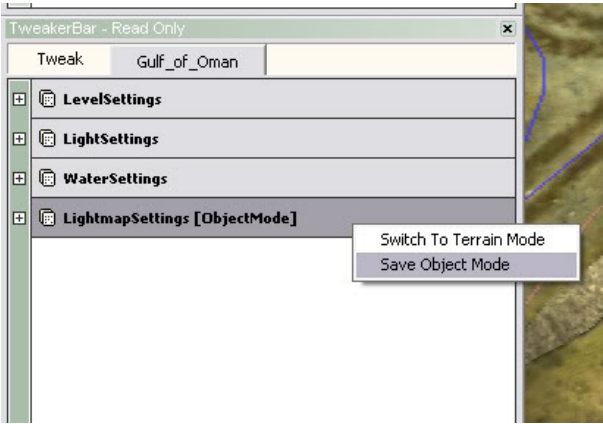 TweakerBar - Read Only
Tweak
Gulf_of_Oman
LevelSettings
LightSettings
WaterSettings
LightmapSettings [ObjectMode]
Switch To Terrain Mode
Save Object Mode